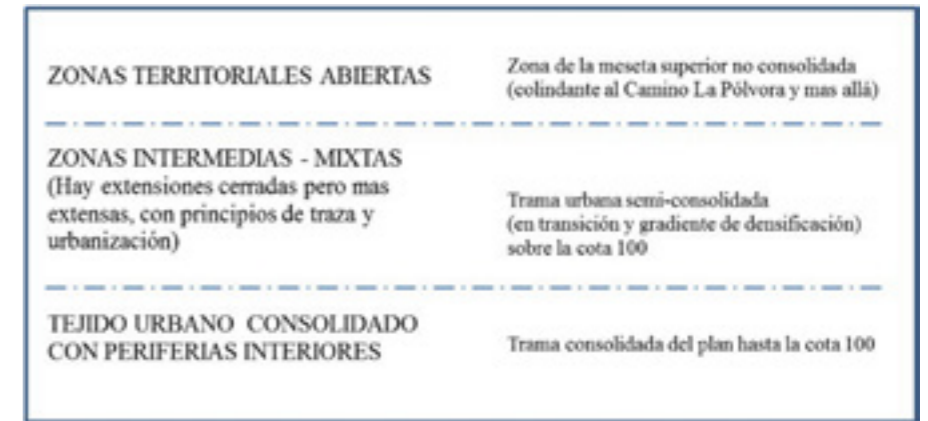 ZONAS TERRITORIALES ABIERTAS
Zona de la meseta superior no consolidada
(colindante al Camino La Pólvora y mas allá)
ZONAS INTERMEDIAS - MIXTAS
(Hay extensiones cerradas pero mas
extensas, con principios de traza y
urbanización)
Trama urbana semi-consolidada
(en transición y gradiente de densificación)
sobre la cota 100
TEJIDO URBANO CONSOLIDADO
CON PERIFERIAS INTERIORES
Trama consolidada del plan hasta la cota 100